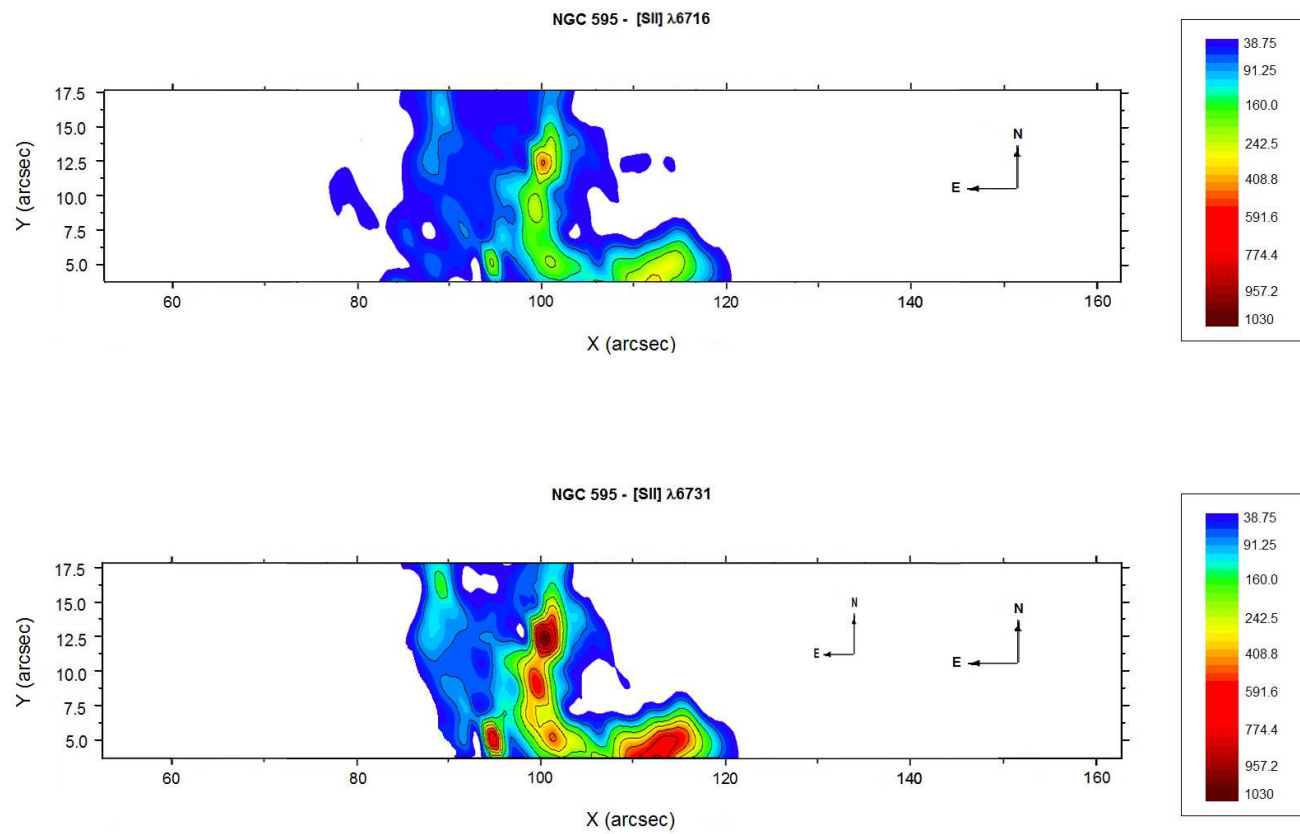 NGC 595 - [SII] λ6716
38.75
91.25
160.0
242.5
408.8
591.6
774.4
957.2
1030
17.5
15.0
12.5
10.0
7.5
5.0
Y (arcsec)
N
E
60 80 100 120 140 160
X (arcsec)
NGC 595 - [SII] λ6731
38.75
91.25
160.0
242.5
408.8
591.6
774.4
957.2
1030
17.5
15.0
12.5
10.0
7.5
5.0
Y (arcsec)
N
E
N
E
60 80 100 120 140 160
X (arcsec)